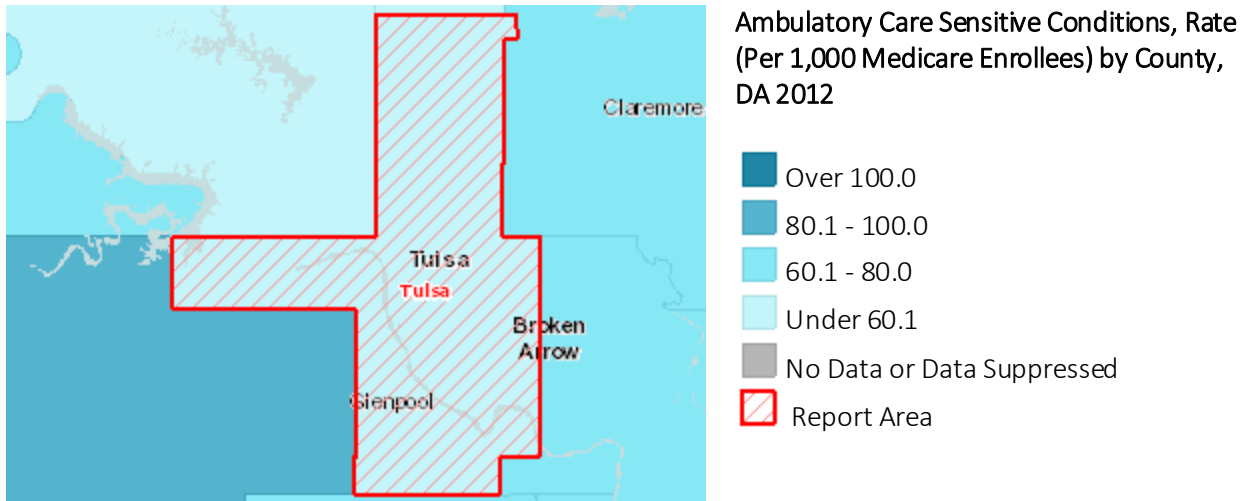 Ambulatory Care Sensitive Conditions, Rate
(Per 1,000 Medicare Enrollees) by County,
DA 2012
Claremore
Over 100.0
80.1 - 100.0
Tulsa
60.1 - 80.0
Tulsa
Under 60.1
Broken
Arrow
No Data or Data Suppressed
Glenpool
Report Area